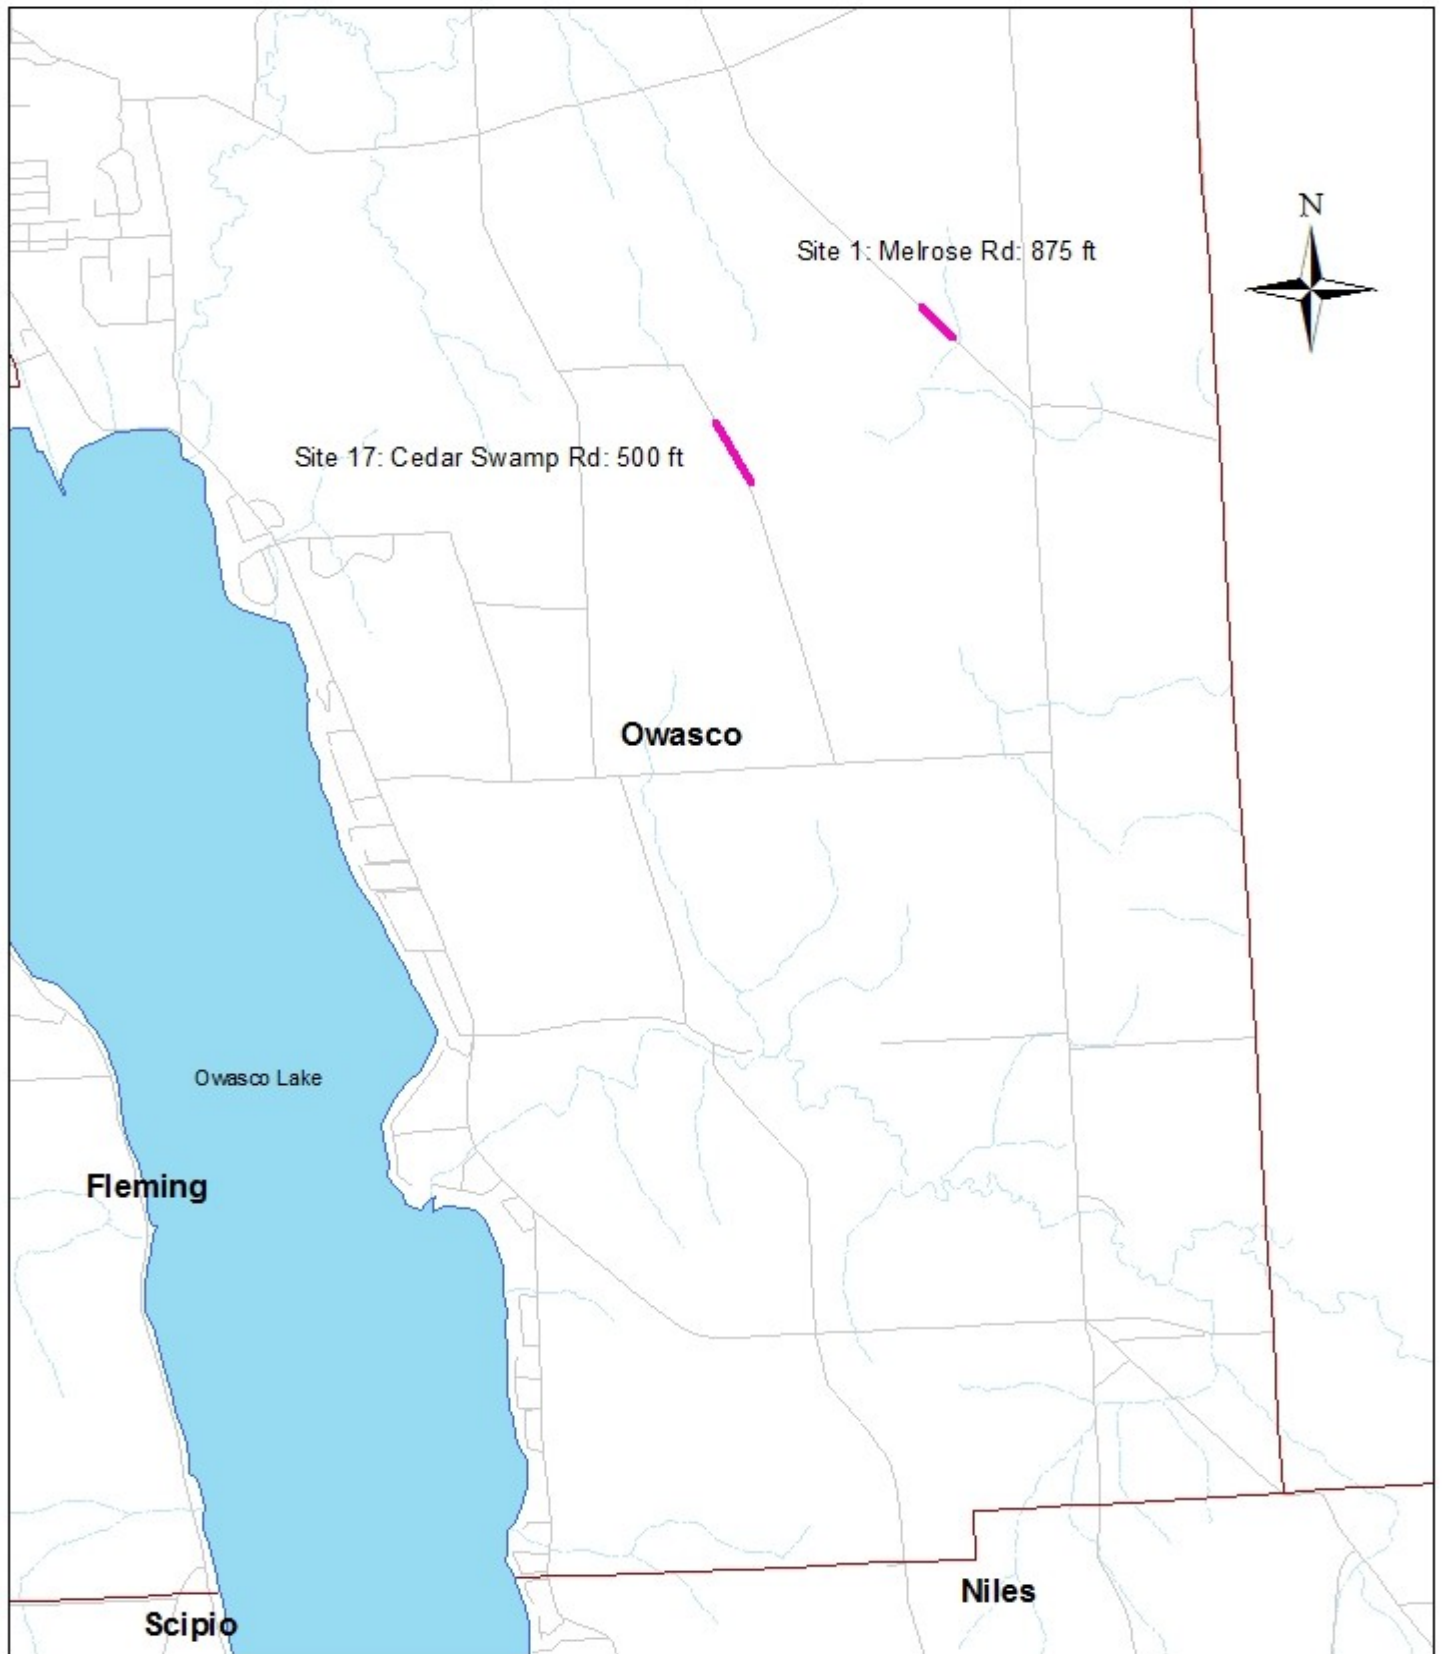 N
Site 1: Melrose Rd: 875 ft
Site 17: Cedar Swamp Rd: 500 ft
Owasco
Owasco Lake
Fleming
Niles
Scipio